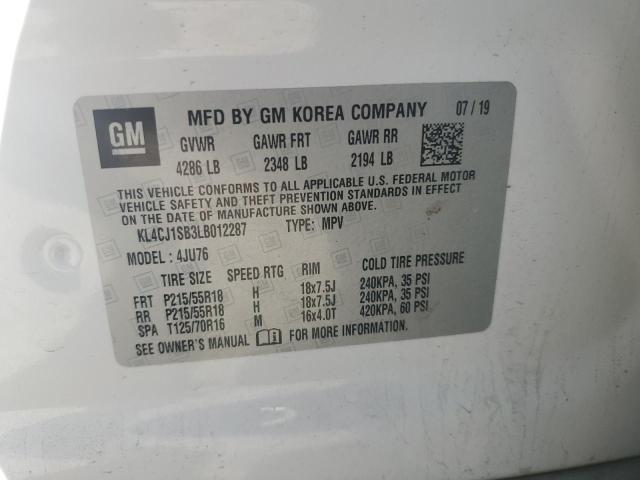 GM
MFD BY GM KOREA COMPANY 07 / 19
GVWR GAWR FRT GAWR RR
4286 LB 2348 LB 2194 LB
THIS VEHICLE CONFORMS TO ALL APPLICABLE U.S. FEDERAL MOTOR
VEHICLE SAFETY AND THEFT PREVENTION STANDARDS IN EFFECT
ON THE DATE OF MANUFACTURE SHOWN ABOVE.
KL4CJ1SB3LB012287 TYPE: MPV
MODEL : 4JU76
TIRE SIZE SPEED RTG RIM COLD TIRE PRESSURE
FRT P215/55R18 H 18x7.5J 240KPA, 35 PSI
RR P215/55R18 H 18x7.5J 240KPA, 35 PSI
SPA T125/70R16 M 16x4.0T 420KPA, 60 PSI
SEE OWNER'S MANUAL FOR MORE INFORMATION.